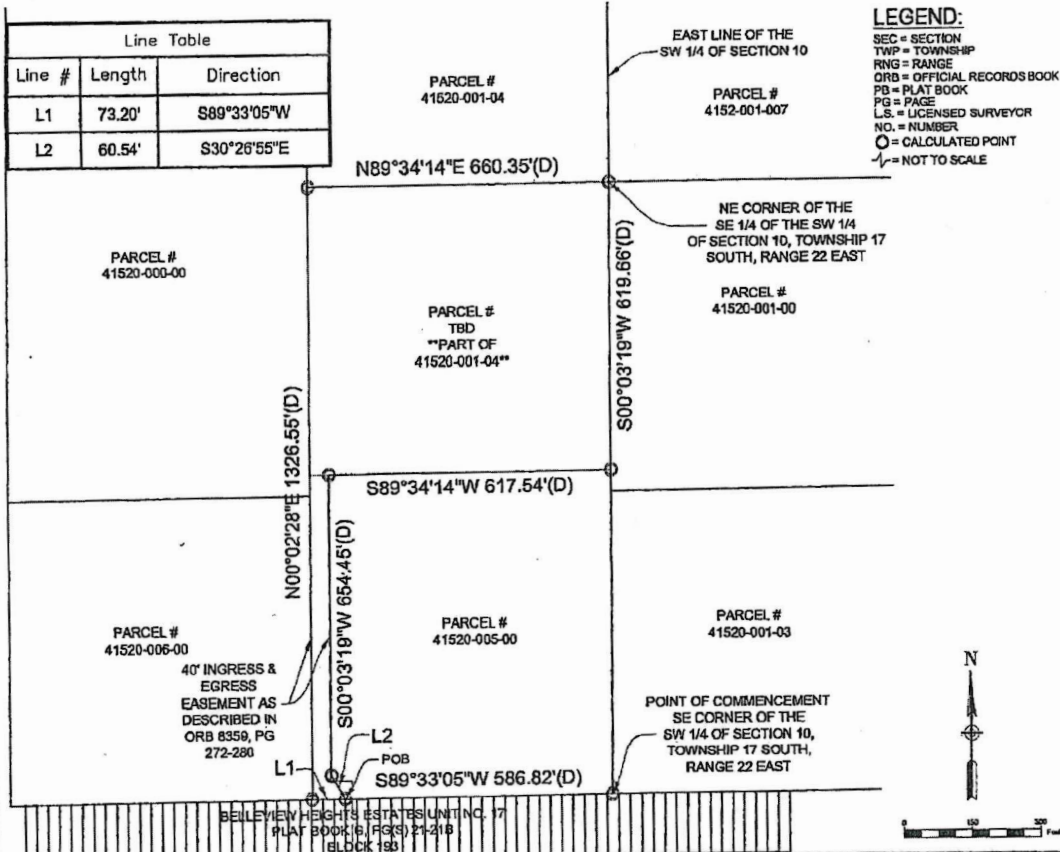 Line Table
Line # Length Direction
L1 73.20' S89°33'05"W
L2 60.54' S30°26'55"E
LEGEND:
SEC = SECTION
TWP = TOWNSHIP
RNG = RANGE
ORB = OFFICIAL RECORDS BOOK
PB = PLAT BOOK
PG = PAGE
L.S. = LICENSED SURVEYOR
NO. = NUMBER
= CALCULATED POINT
= NOT TO SCALE
EAST LINE OF THE
SW 1/4 OF SECTION 10
PARCEL #
41520-001-04
PARCEL #
4152-001-007
N89°34'14"E 660.35'(D)
NE CORNER OF THE
SE 1/4 OF THE SW 1/4
OF SECTION 10, TOWNSHIP 17
SOUTH, RANGE 22 EAST
PARCEL #
41520-000-00
PARCEL #
TBD
**PART OF
41520-001-04**
S00°03'19"W 619.66'(D)
PARCEL #
41520-001-00
N00°02'28"E 1326.55'(D)
S89°34'14"W 617.54'(D)
S00°03'19"W 654.45'(D)
PARCEL #
41520-006-00
PARCEL #
41520-005-00
PARCEL #
41520-001-03
40' INGRESS &
EGRESS
EASEMENT AS
DESCRIBED IN
ORB 8359, PG
272-280
POINT OF COMMENCEMENT
SE CORNER OF THE
SW 1/4 OF SECTION 10,
TOWNSHIP 17 SOUTH,
RANGE 22 EAST
N
L2
POB
L1
S89°33'05"W 586.82'(D)
BELLEVIEW HEIGHTS ESTATES UNIT NO. 17
PLAT BOOK G, PG(S) 21-21B
BLOCK 193
0 150 300